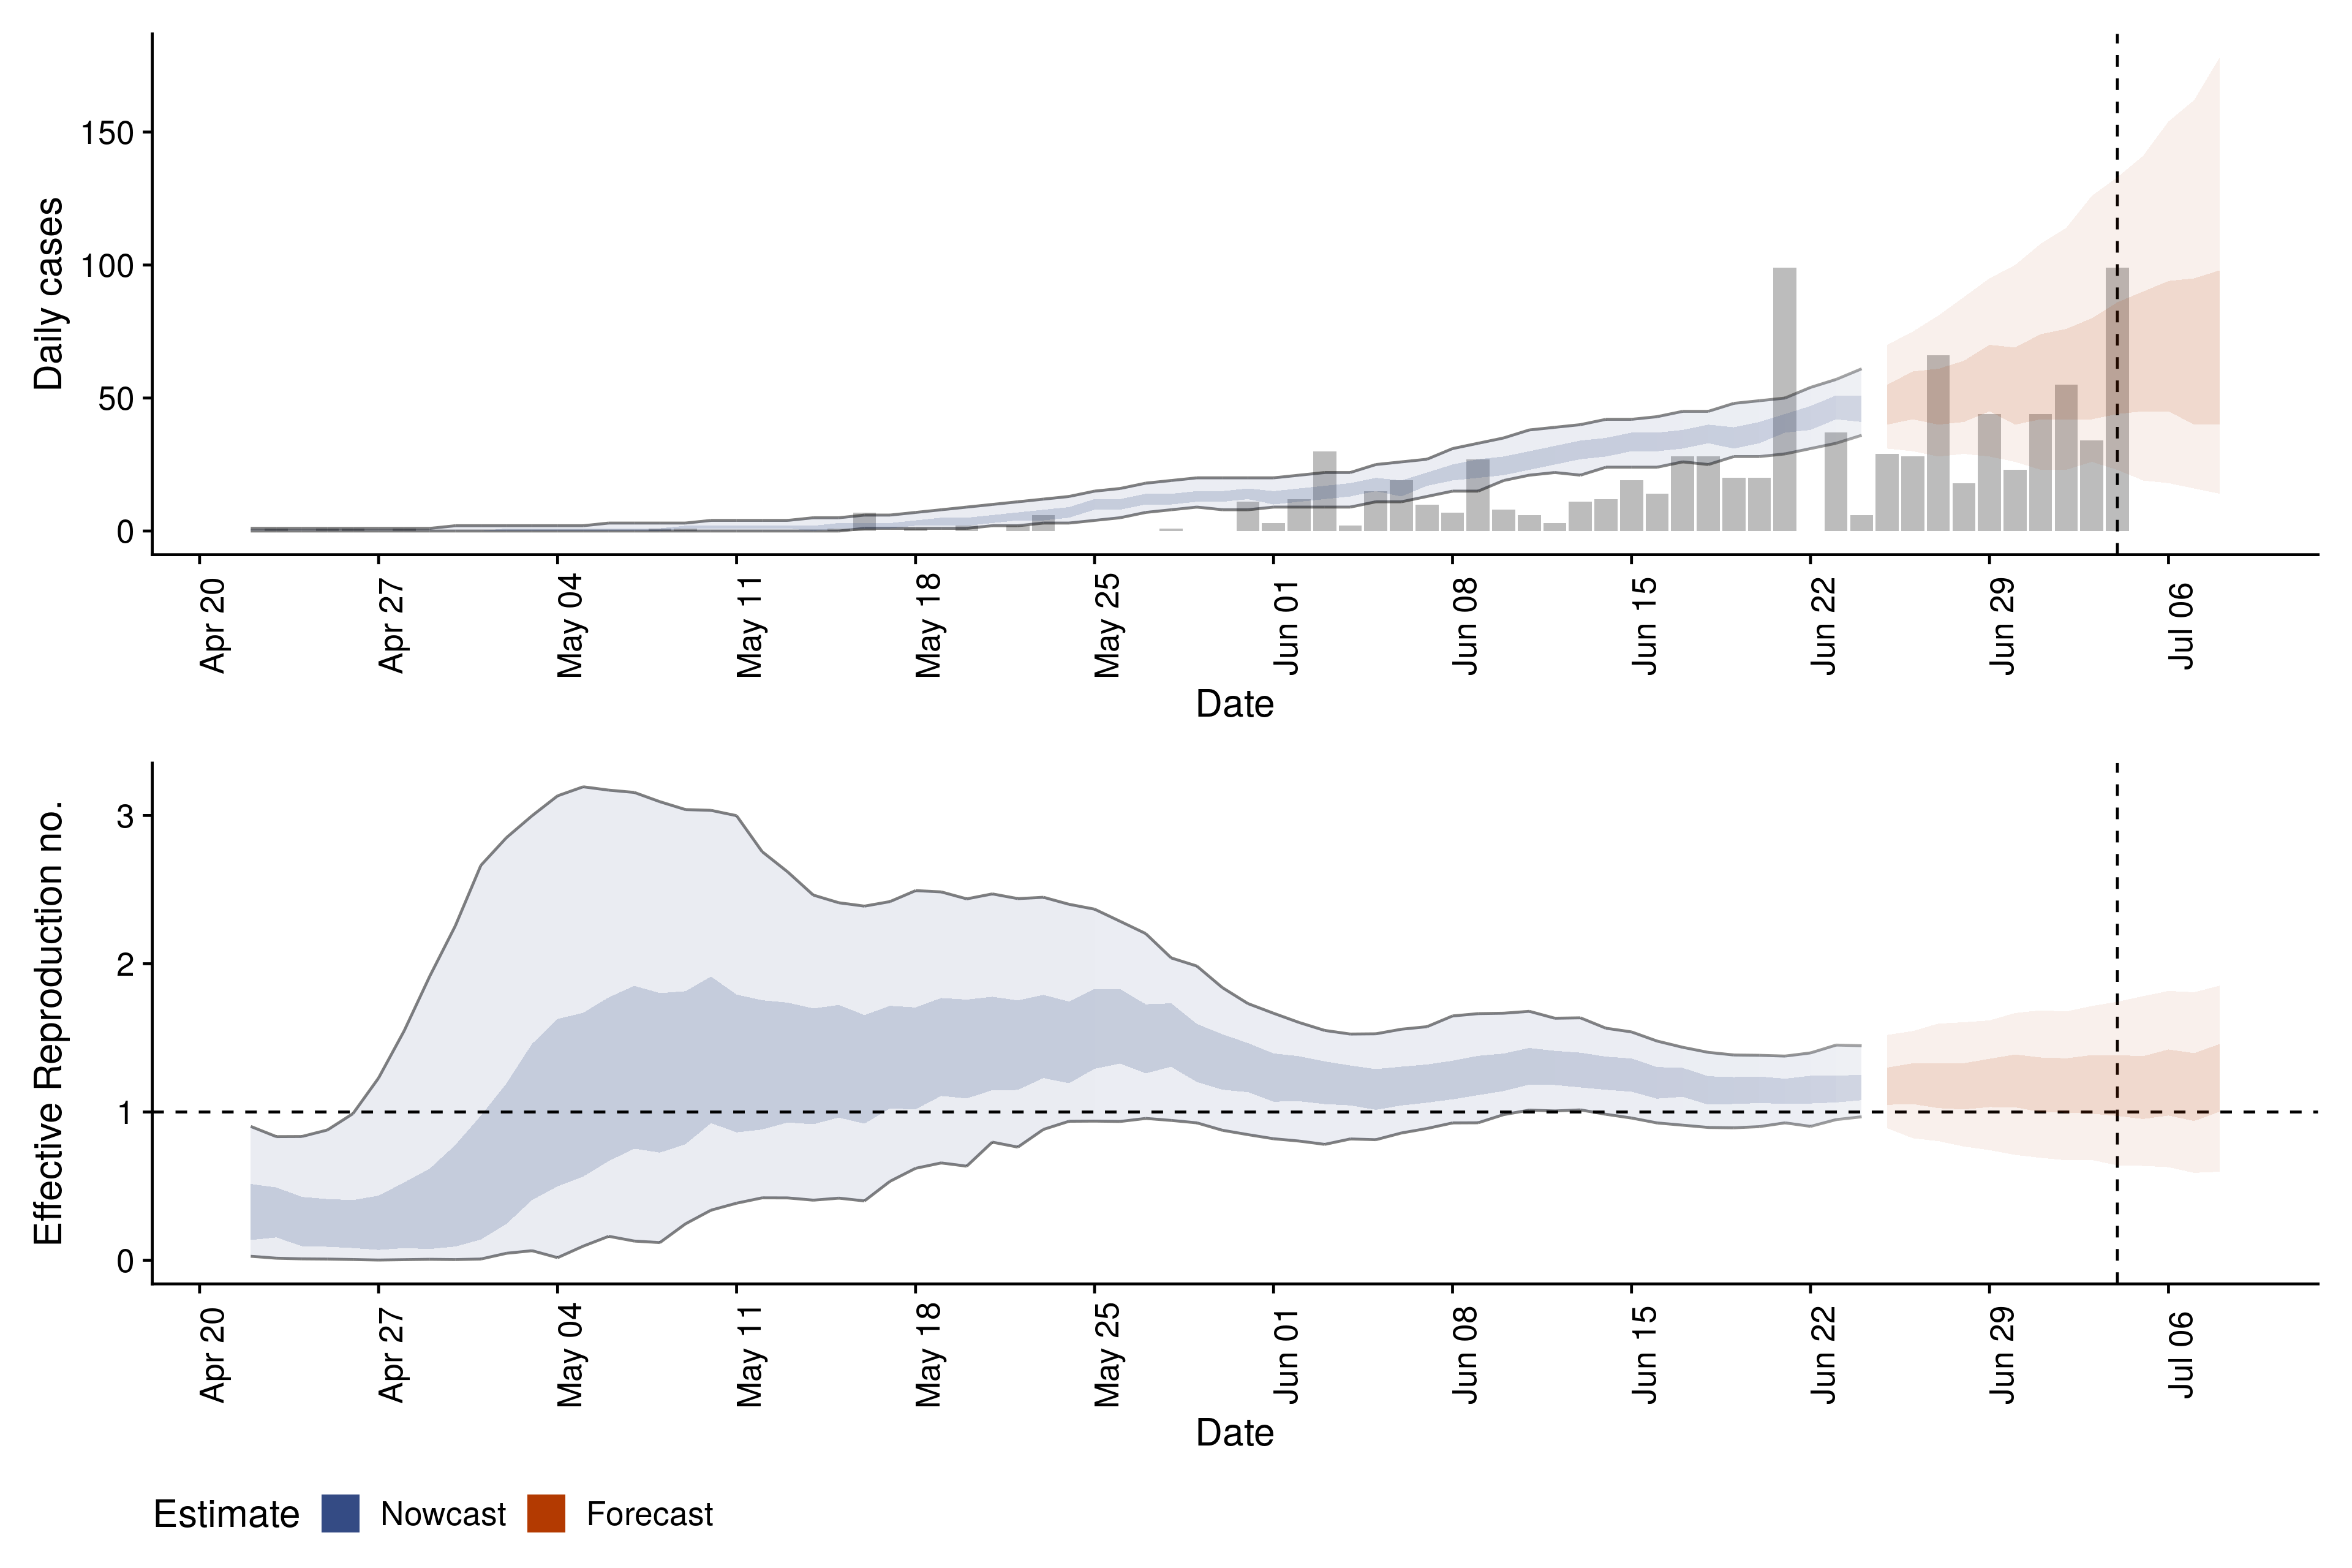 Daily cases
150
100
50
0
Apr 20
Apr 27
May 04
May 11
May 18
May 25
Jun 01
Jun 08
Jun 15
Jun 22
Jun 29
Jul 06
Date
Effective Reproduction no.
3
2
1
0
Apr 20
Apr 27
May 04
May 11
May 18
May 25
Jun 01
Jun 08
Jun 15
Jun 22
Jun 29
Jul 06
Date
Estimate Nowcast Forecast